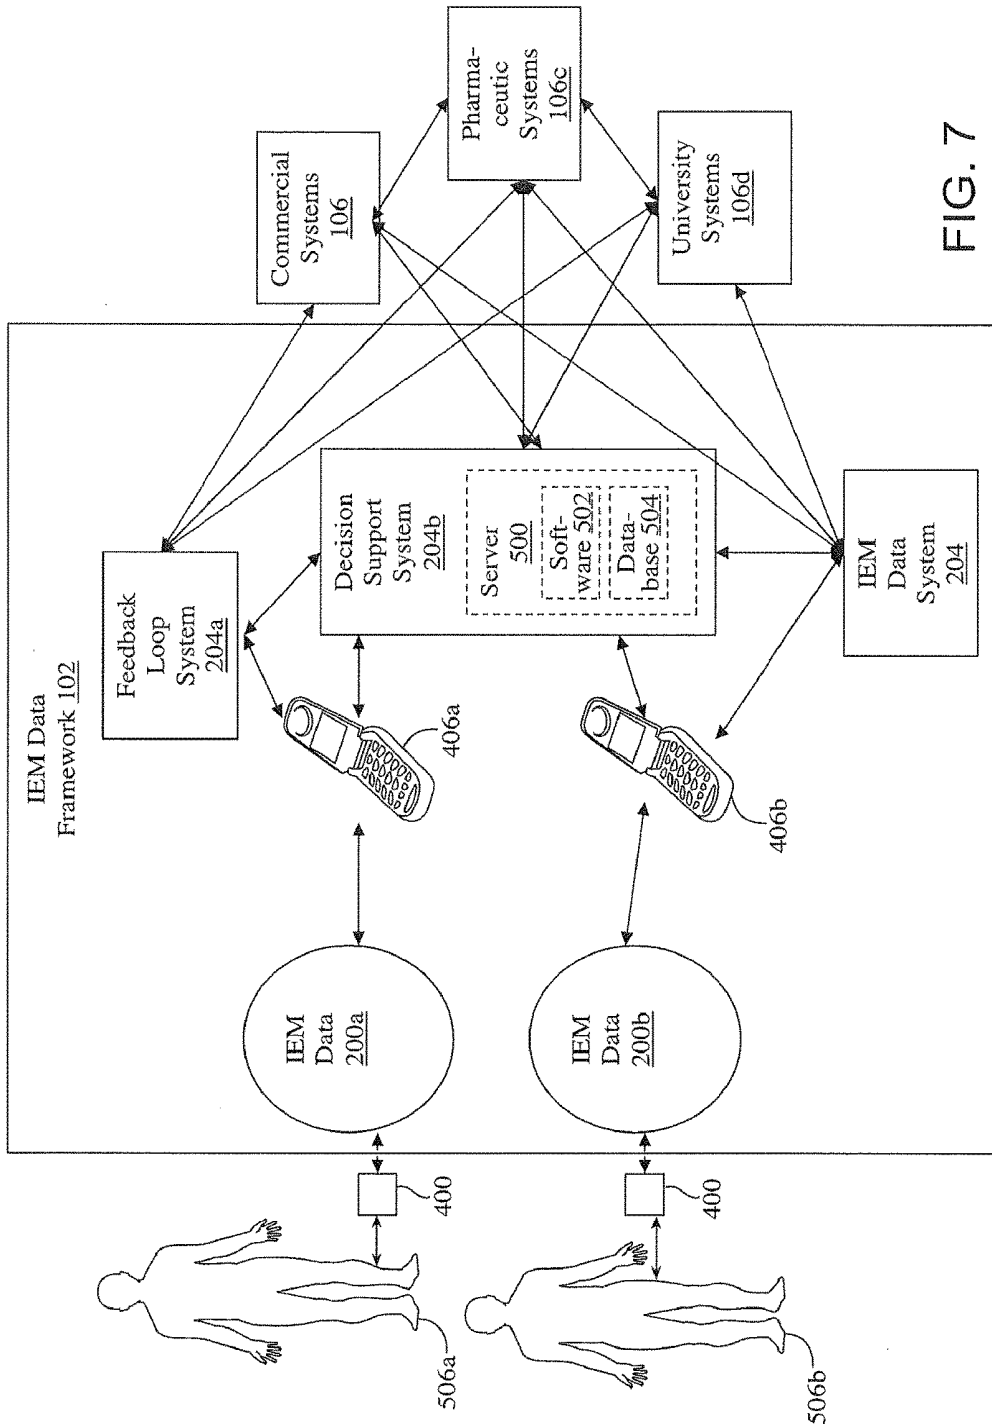 IEM Data
Framework 102
Feedback
Loop
System
204a
Commercial
Systems
106
Pharma-
ceutic
Systems
106c
University
Systems
106d
Decision
Support
System
204b
Server
500
Soft-
ware 502
Data-
base 504
IEM
Data
System
204
406a
406b
IEM
Data
200a
IEM
Data
200b
400
400
506a
506b
FIG. 7